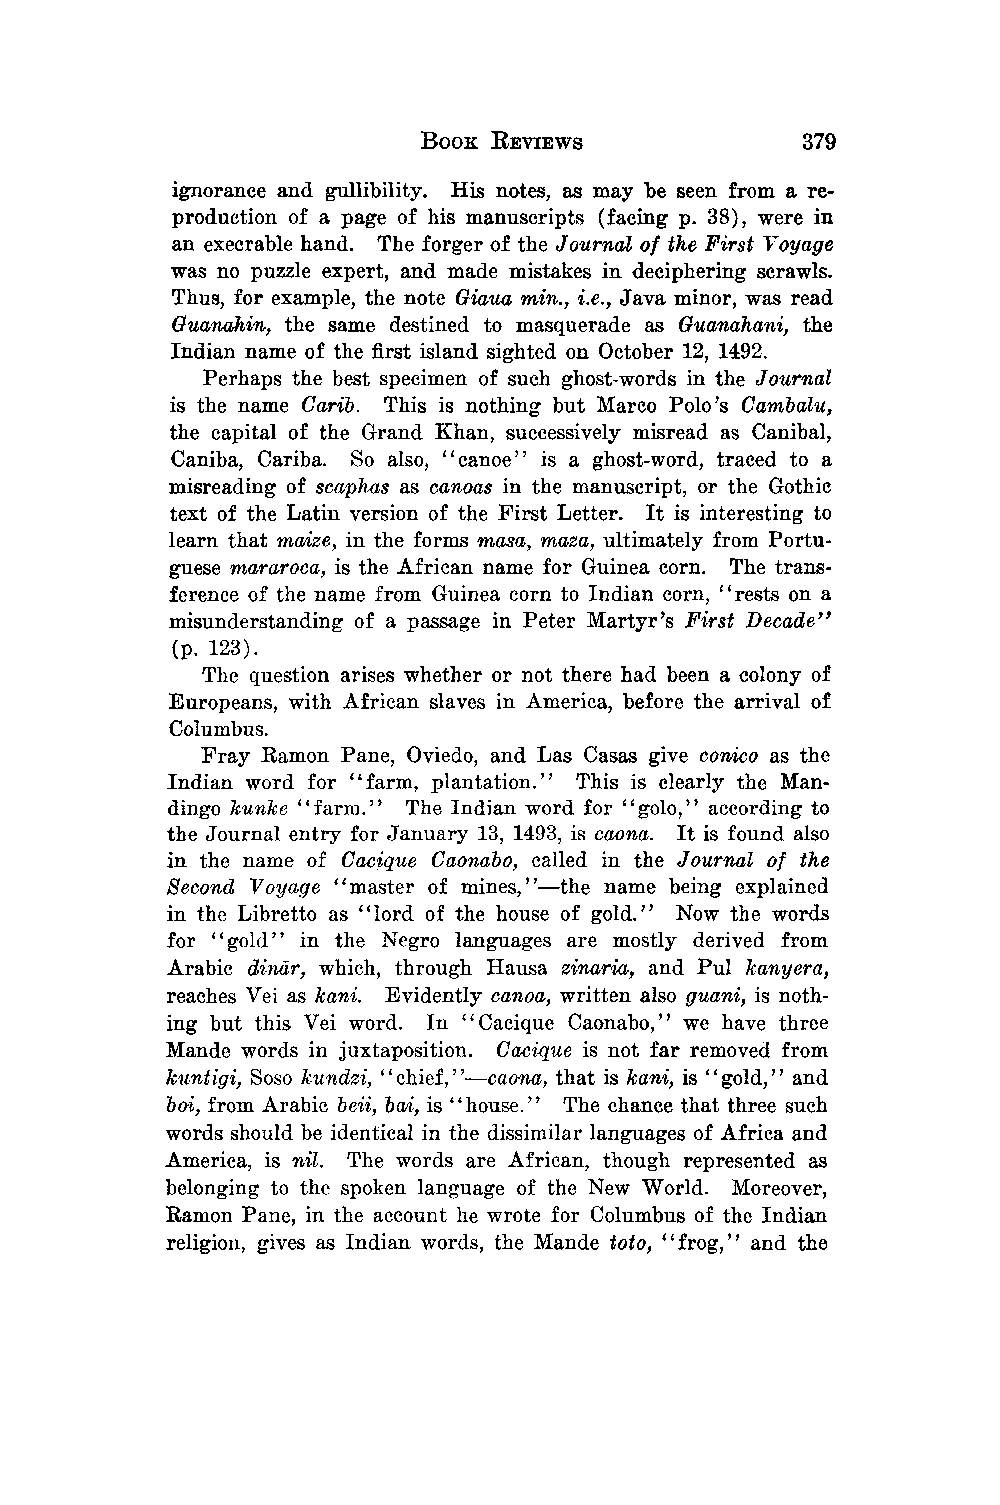 BOOK REVIEWS 379
ignorance and gullibility. His notes, as may be seen from a re-
production of a page of his manuscripts (facing p. 38), were in
an execrable hand. The forger of the Journal of the First Voyage
was no puzzle expert, and made mistakes in deciphering scrawls.
Thus, for example, the note Giaua min., i.e., Java minor, was read
Guanahin, the same destined to masquerade as Guanahani, the
Indian name of the first island sighted on October 12, 1492.
Perhaps the best specimen of such ghost-words in the Journal
is the name Carib. This is nothing but Marco Polo's Cambalu,
the capital of the Grand Khan, successively misread as Canibal,
Caniba, Cariba. So also, "canoe" is a ghost-word, traced to a
misreading of scaphas as canoas in the manuscript, or the Gothic
text of the Latin version of the First Letter. It is interesting to
learn that maize, in the forms masa, maza, ultimately from Portu-
guese mararoca, is the African name for Guinea corn. The trans-
ference of the name from Guinea corn to Indian corn, "rests on a
misunderstanding of a passage in Peter Martyr's First Decade"
(p. 123).
The question arises whether or not there had been a colony of
Europeans, with African slaves in America, before the arrival of
Columbus.
Fray Ramon Pane, Oviedo, and Las Casas give conico as the
Indian word for "farm, plantation." This is clearly the Man-
dingo kunke "farm." The Indian word for "golo," according to
the Journal entry for January 13, 1493, is caona. It is found also
in the name of Cacique Caonabo, called in the Journal of the
Second Voyage "master of mines,"—the name being explained
in the Libretto as "lord of the house of gold." Now the words
for "gold" in the Negro languages are mostly derived from
Arabic dinār, which, through Hausa zinaria, and Pul kanyera,
reaches Vei as kani. Evidently canoa, written also guani, is noth-
ing but this Vei word. In "Cacique Caonabo," we have three
Mande words in juxtaposition. Cacique is not far removed from
kuntigi, Soso kundzi, "chief,"—caona, that is kani, is "gold," and
boi, from Arabic beii, bai, is "house." The chance that three such
words should be identical in the dissimilar languages of Africa and
America, is nil. The words are African, though represented as
belonging to the spoken language of the New World. Moreover,
Ramon Pane, in the account he wrote for Columbus of the Indian
religion, gives as Indian words, the Mande toto, "frog," and the